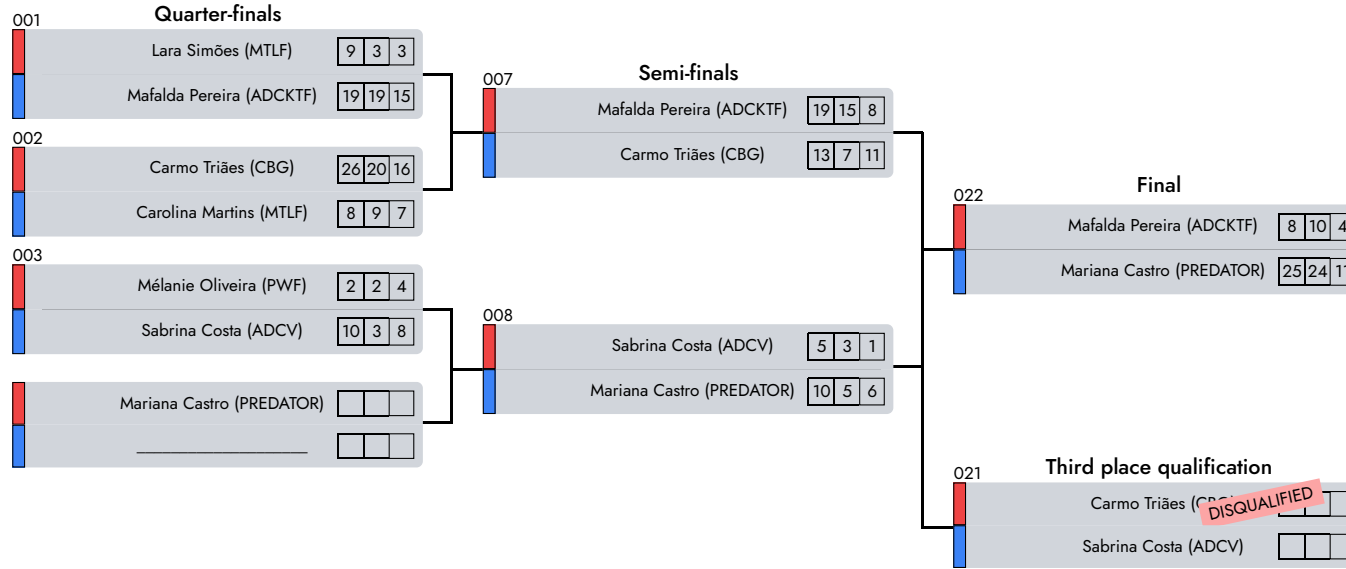 Quarter-finals
001
Lara Simões (MTLF) 9 3 3
Mafalda Pereira (ADCKTF) 19 19 15
002
Carmo Triães (CBG) 26 20 16
Carolina Martins (MTLF) 8 9 7
003
Mélanie Oliveira (PWF) 2 2 4
Sabrina Costa (ADCV) 10 3 8
Mariana Castro (PREDATOR)
____________________
Semi-finals
007
Mafalda Pereira (ADCKTF) 19 15 8
Carmo Triães (CBG) 13 7 11
008
Sabrina Costa (ADCV) 5 3 1
Mariana Castro (PREDATOR) 10 5 6
Final
022
Mafalda Pereira (ADCKTF) 8 10 4
Mariana Castro (PREDATOR) 25 24
Third place qualification
021
Carmo Triães
DISQUALIFIED
Sabrina Costa (ADCV)